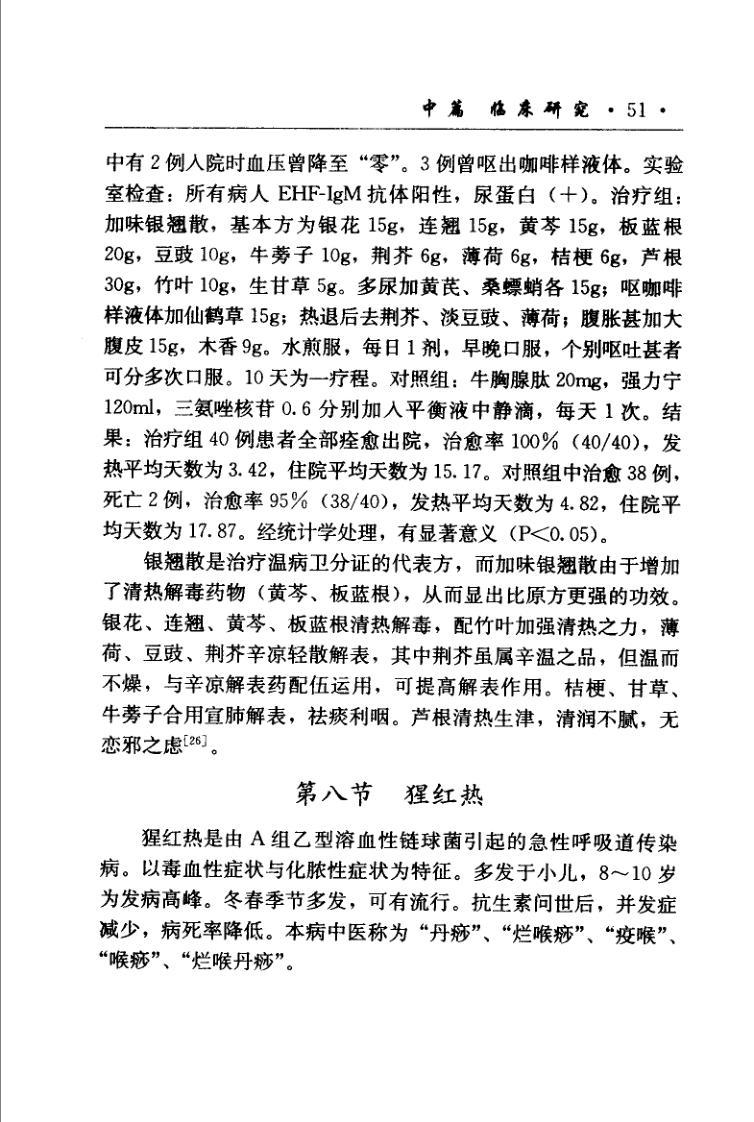 中篇 临床研究 · 51 ·
中有 2 例入院时血压曾降至“零”。3 例曾呕出咖啡样液体。实验
室检查：所有病人 EHF-IgM 抗体阳性，尿蛋白（＋）。治疗组：
加味银翘散，基本方为银花 15g，连翘 15g，黄芩 15g，板蓝根
20g，豆豉 10g，牛蒡子 10g，荆芥 6g，薄荷 6g，桔梗 6g，芦根
30g，竹叶 10g，生甘草 5g。多尿加黄芪、桑螵蛸各 15g；呕咖啡
样液体加仙鹤草 15g；热退后去荆芥、淡豆豉、薄荷；腹胀甚加大
腹皮 15g，木香 9g。水煎服，每日 1 剂，早晚口服，个别呕吐甚者
可分多次口服。10 天为一疗程。对照组：牛胸腺肽 20mg，强力宁
120ml，三氨唑核苷 0.6 分别加入平衡液中静滴，每天 1 次。结
果：治疗组 40 例患者全部痊愈出院，治愈率 100％（40/40），发
热平均天数为 3.42，住院平均天数为 15.17。对照组中治愈 38 例，
死亡 2 例，治愈率 95％（38/40），发热平均天数为 4.82，住院平
均天数为 17.87。经统计学处理，有显著意义（P＜0.05）。
银翘散是治疗温病卫分证的代表方，而加味银翘散由于增加
了清热解毒药物（黄芩、板蓝根），从而显出比原方更强的功效。
银花、连翘、黄芩、板蓝根清热解毒，配竹叶加强清热之力，薄
荷、豆豉、荆芥辛凉轻散解表，其中荆芥虽属辛温之品，但温而
不燥，与辛凉解表药配伍运用，可提高解表作用。桔梗、甘草、
牛蒡子合用宣肺解表，祛痰利咽。芦根清热生津，清润不腻，无
恋邪之虑[26]。
第八节 猩红热
猩红热是由 A 组乙型溶血性链球菌引起的急性呼吸道传染
病。以毒血性症状与化脓性症状为特征。多发于小儿，8～10 岁
为发病高峰。冬春季节多发，可有流行。抗生素问世后，并发症
减少，病死率降低。本病中医称为“丹痧”、“烂喉痧”、“疫喉”、
“喉痧”、“烂喉丹痧”。